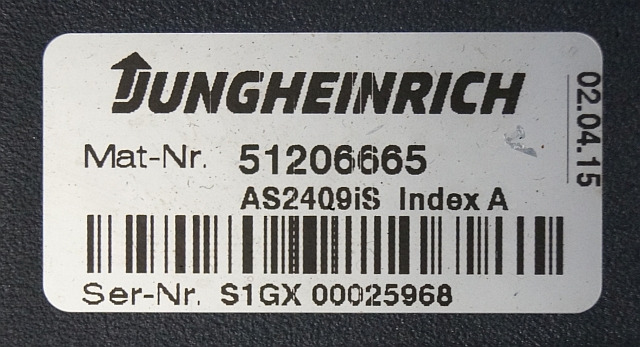 JUNGHEINRICH
Mat-Nr. 51206665
AS2409iS Index A
Ser-Nr. S1GX 00025968
02.04.15